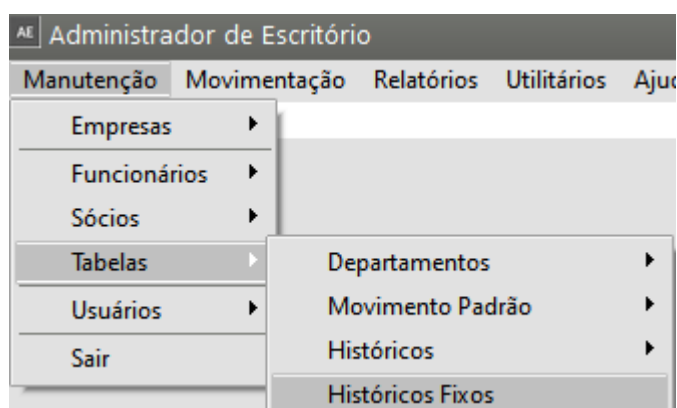 AE Administrador de Escritório
Manutenção Movimentação Relatórios Utilitários
Empresas
Funcionários
Sócios
Tabelas
Usuários
Sair
Departamentos
Movimento Padrão
Históricos
Históricos Fixos